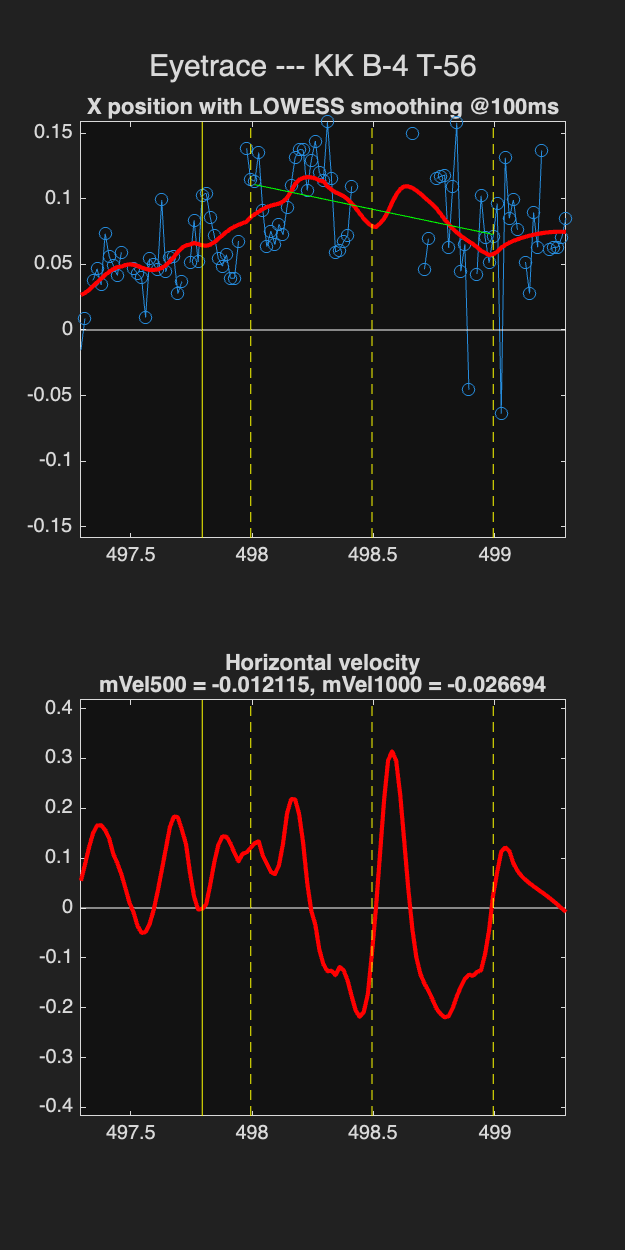 Eyetrace --- KK B-4 T-56
X position with LOWESS smoothing @100ms
0.15
0.1
0.05
0
-0.05
-0.1
-0.15
497.5 498 498.5 499
Horizontal velocity
mVel500 = -0.012115, mVel1000 = -0.026694
0.4
0.3
0.2
0.1
0
-0.1
-0.2
-0.3
-0.4
497.5 498 498.5 499